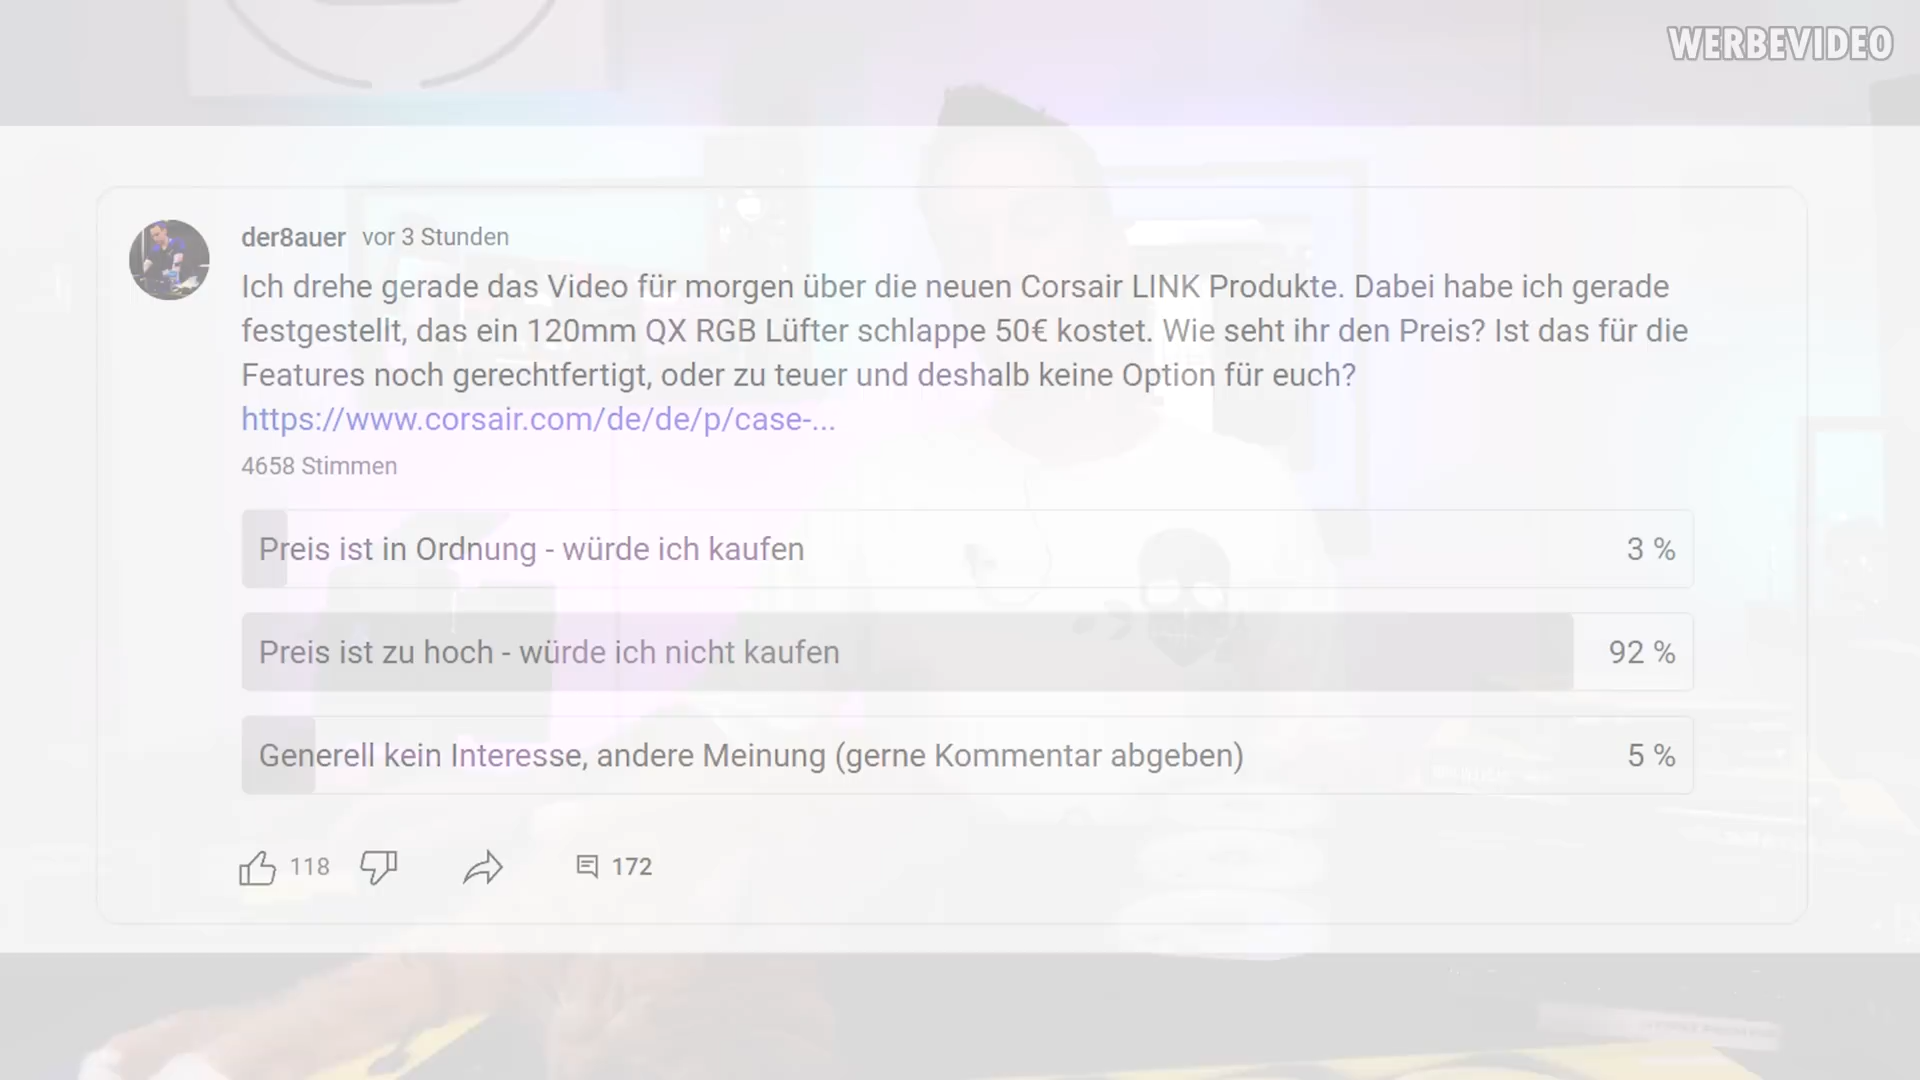 WERBEVIDEO
der8auer vor 3 Stunden
Ich drehe gerade das Video für morgen über die neuen Corsair LINK Produkte. Dabei habe ich gerade
festgestellt, das ein 120mm QX RGB Lüfter schlappe 50€ kostet. Wie seht ihr den Preis? Ist das für die
Features noch gerechtfertigt, oder zu teuer und deshalb keine Option für euch?
https://www.corsair.com/de/de/p/case-...
4658 Stimmen
Preis ist in Ordnung - würde ich kaufen 3 %
Preis ist zu hoch - würde ich nicht kaufen 92 %
Generell kein Interesse, andere Meinung (gerne Kommentar abgeben) 5 %
118 172